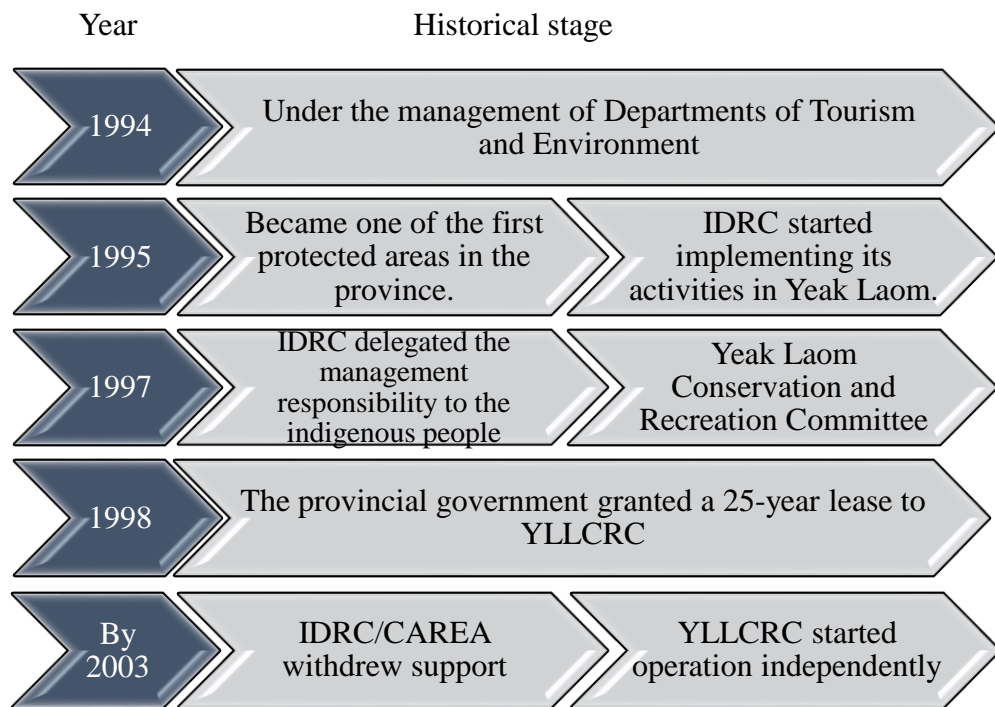 Year
Historical stage
1994
Under the management of Departments of Tourism
and Environment
1995
Became one of the first
protected areas in the
province.
IDRC started
implementing its
activities in Yeak Laom.
1997
IDRC delegated the
management
responsibility to the
indigenous people
Yeak Laom
Conservation and
Recreation Committee
1998
The provincial government granted a 25-year lease to
YLLCRC
By
2003
IDRC/CAREA
withdrew support
YLLCRC started
operation independently